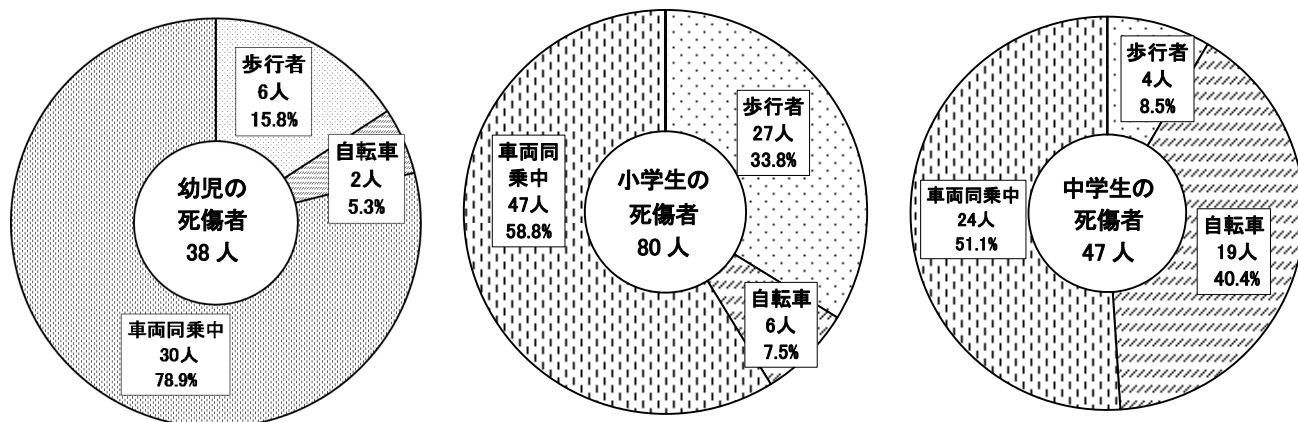 幼児の
死傷者
38 人
歩行者
6人
15.8%
自転車
2人
5.3%
車両同乗中
30人
78.9%
小学生の
死傷者
80 人
歩行者
27人
33.8%
自転車
6人
7.5%
車両同
乗中
47人
58.8%
中学生の
死傷者
47 人
歩行者
4人
8.5%
自転車
19人
40.4%
車両同乗中
24人
51.1%